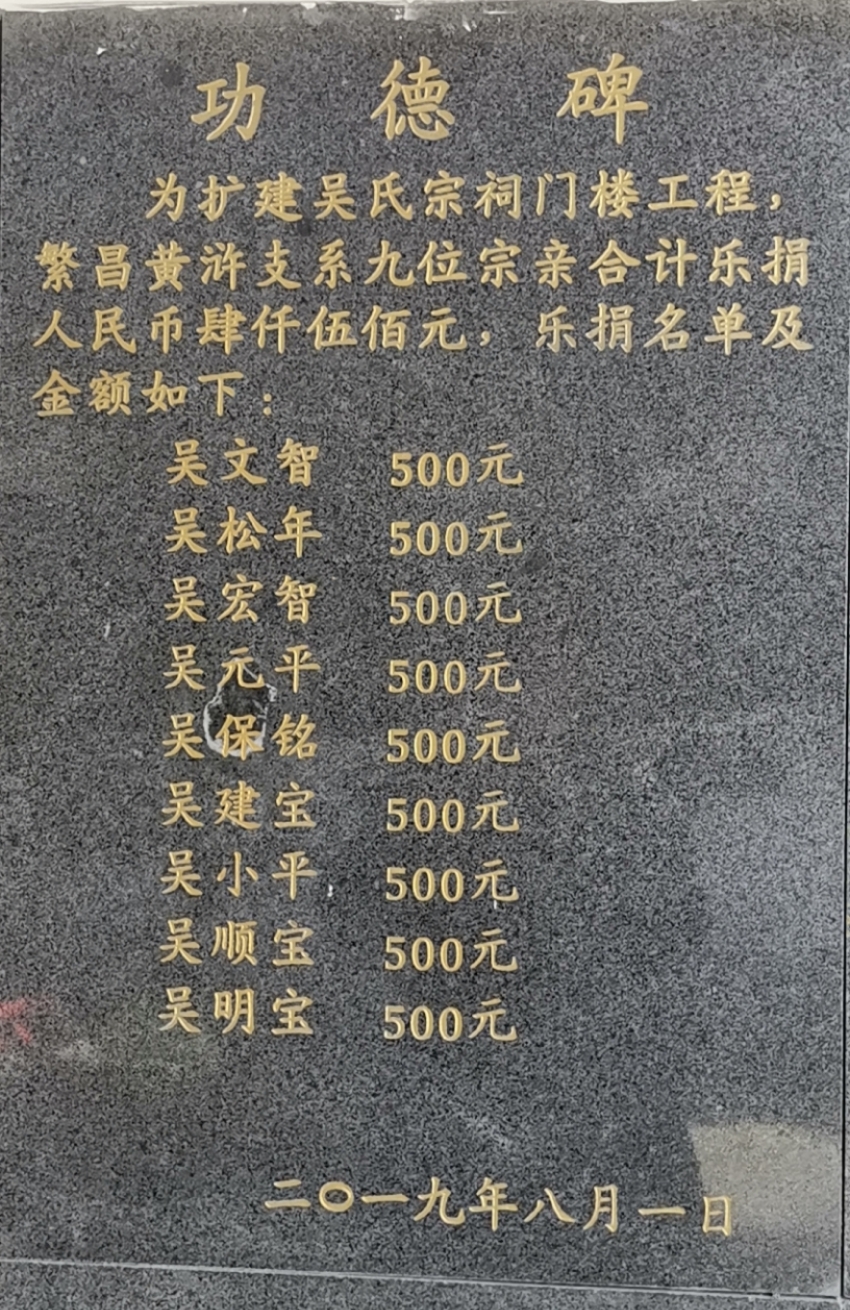 功德碑
为扩建吴氏宗祠门楼工程，
繁昌黄浒支系九位宗亲合计乐捐
人民币肆仟伍佰元，乐捐名单及
金额如下：
吴文智 500元
吴松年 500元
吴宏智 500元
吴元平 500元
吴保铭 500元
吴建宝 500元
吴小平 500元
吴顺宝 500元
吴明宝 500元
二〇一九年八月一日